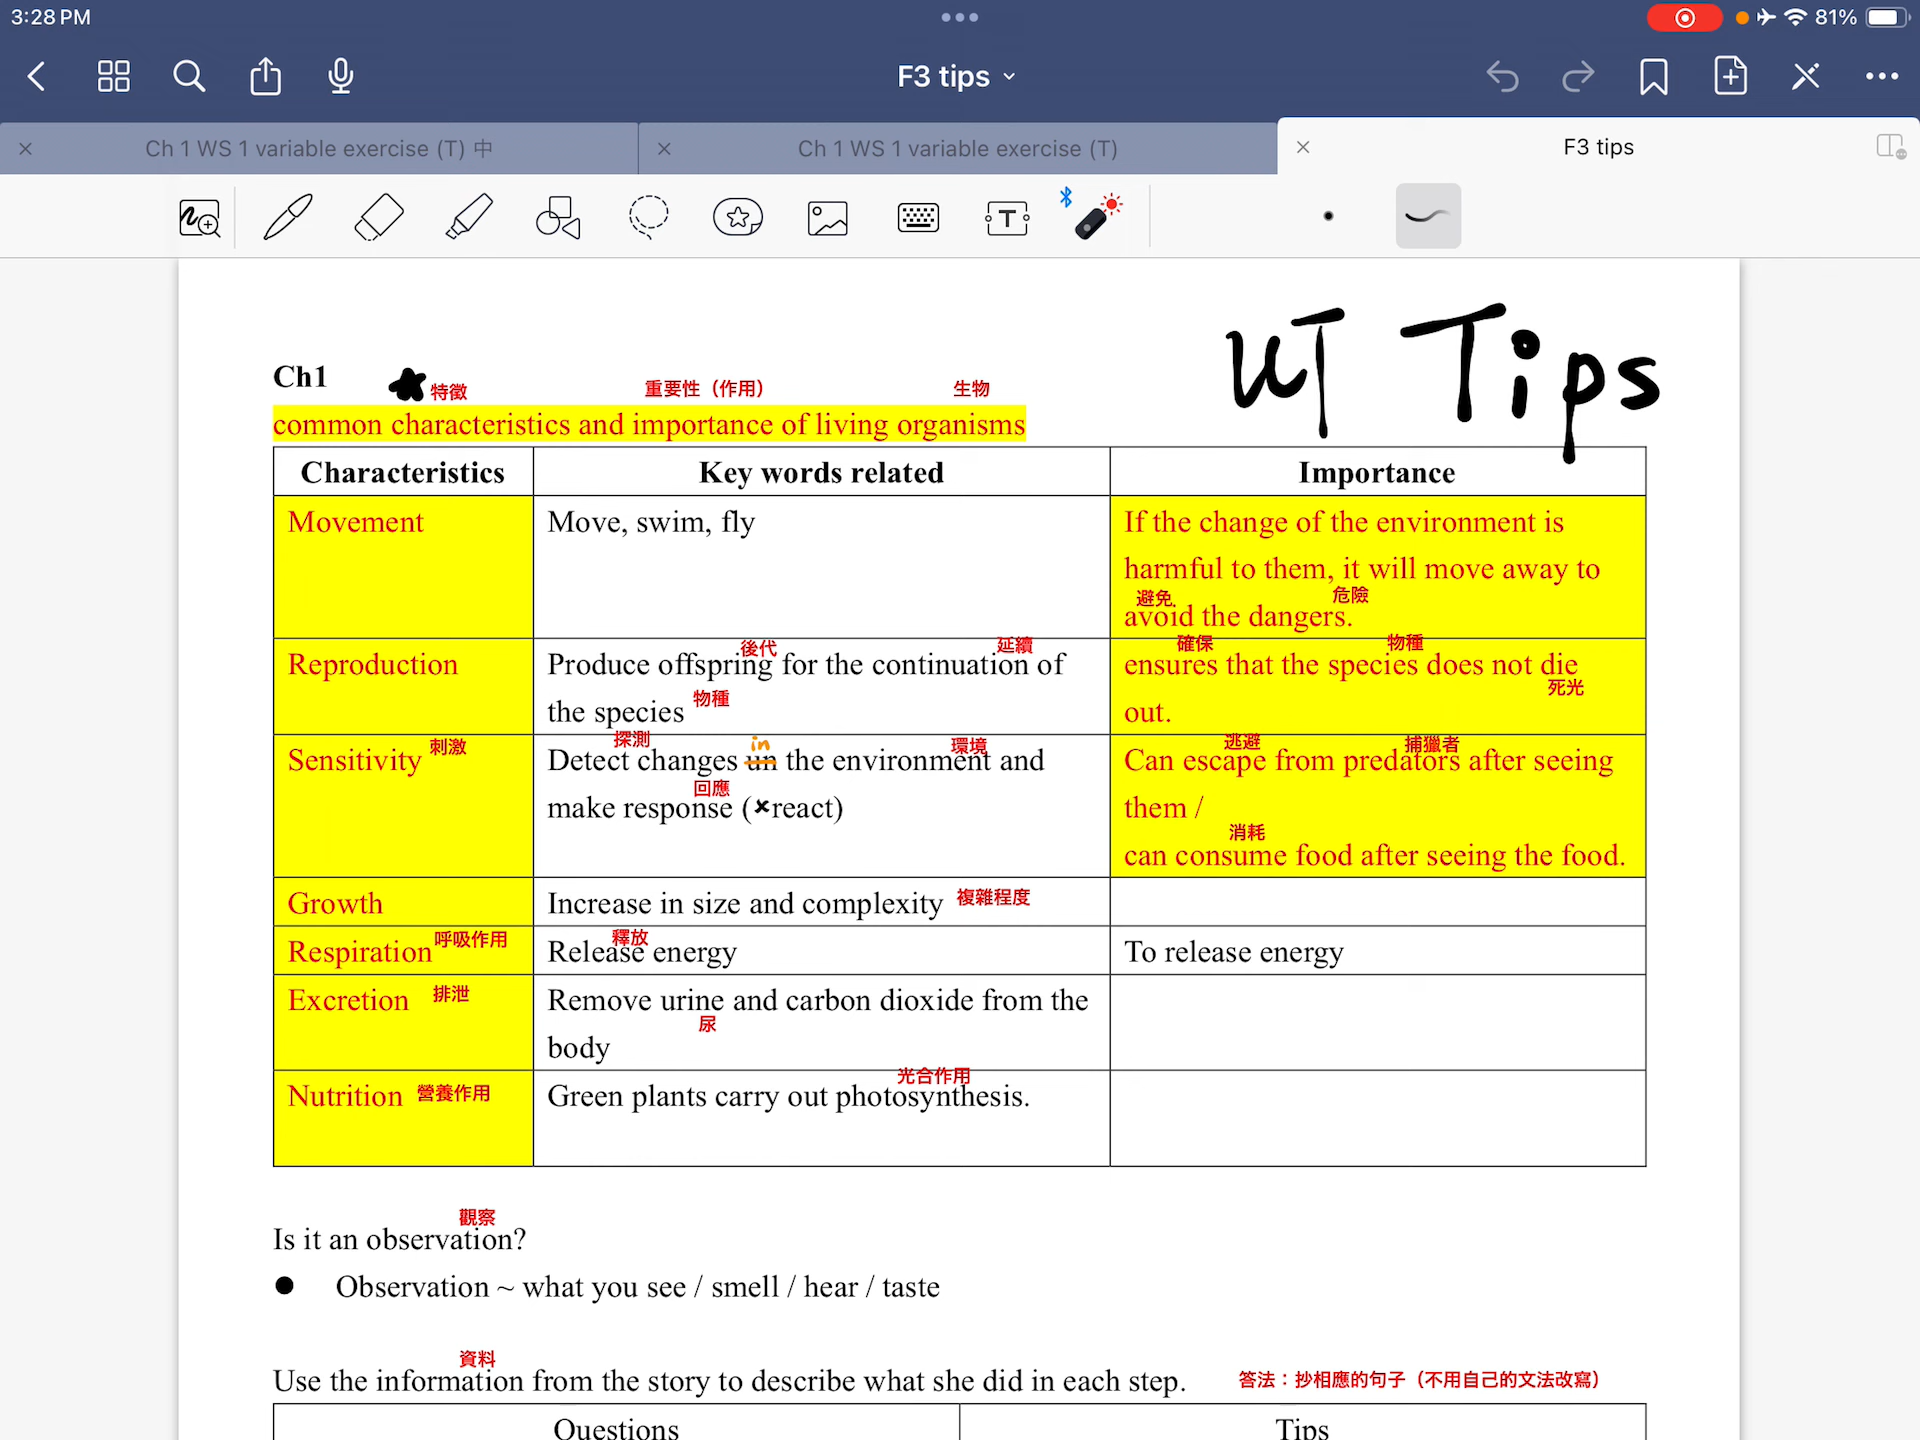 3:28 PM
81%
F3 tips
Ch 1 WS 1 variable exercise (T) 中
Ch 1 WS 1 variable exercise (T)
F3 tips
T
UT Tips
Ch1
特徵 重要性（作用） 生物
common characteristics and importance of living organisms
Characteristics Key words related Importance
Movement
Move, swim, fly
If the change of the environment is
harmful to them, it will move away to
避免 危險
avoid the dangers.
Reproduction
後代 延續
Produce offspring for the continuation of
the species 物種
確保 物種
ensures that the species does not die
死光
out.
Sensitivity 刺激
探測 in 環境
Detect changes un the environment and
回應
make response (✘react)
逃避 捕獵者
Can escape from predators after seeing
them /
消耗
can consume food after seeing the food.
Growth
Increase in size and complexity 複雜程度
Respiration 呼吸作用
釋放
Release energy
To release energy
Excretion 排泄
Remove urine and carbon dioxide from the
尿
body
Nutrition 營養作用
光合作用
Green plants carry out photosynthesis.
觀察
Is it an observation?
● Observation ~ what you see / smell / hear / taste
資料
Use the information from the story to describe what she did in each step. 答法：抄相應的句子（不用自己的文法改寫）
Questions Tips